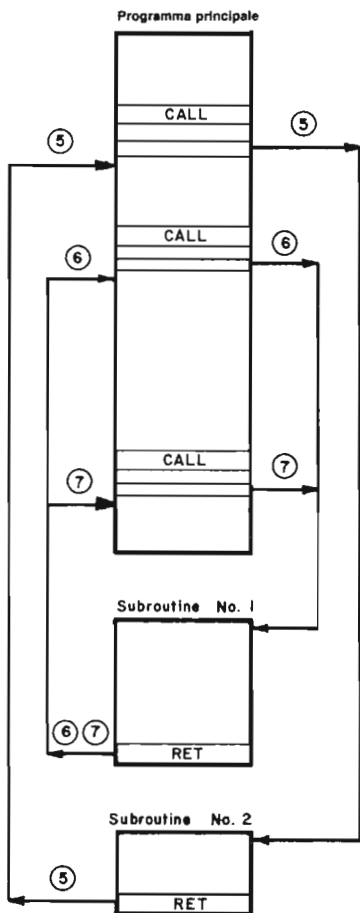 Programma principale
CALL
5
5
CALL
6
6
CALL
7
7
Subroutine No. 1
6 7
RET
Subroutine No. 2
5
RET